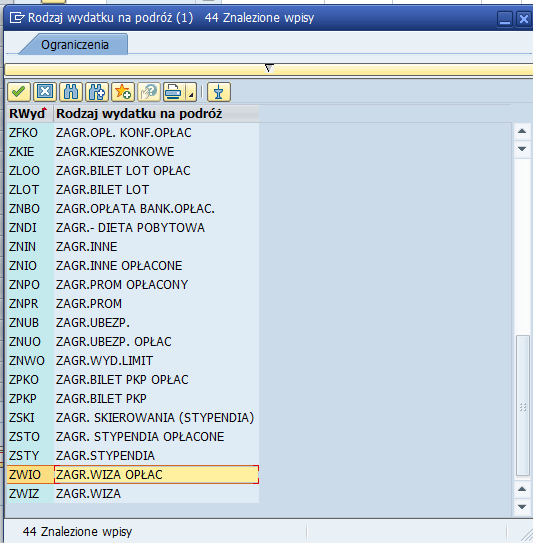 Rodzaj wydatku na podróż (1) 44 Znalezione wpisy
Ograniczenia
RWyd Rodzaj wydatku na podróż
ZFKO ZAGR.OPŁ. KONF.OPŁAC
ZKIE ZAGR.KIESZONKOWE
ZLOO ZAGR.BILET LOT OPŁAC
ZLOT ZAGR.BILET LOT
ZNBO ZAGR.OPŁATA BANK.OPŁAC.
ZNDI ZAGR.- DIETA POBYTOWA
ZNIN ZAGR.INNE
ZNIO ZAGR.INNE OPŁACONE
ZNPO ZAGR.PROM OPŁACONY
ZNPR ZAGR.PROM
ZNUB ZAGR.UBEZP.
ZNUO ZAGR.UBEZP. OPŁAC
ZNWO ZAGR.WYD.LIMIT
ZPKO ZAGR.BILET PKP OPŁAC
ZPKP ZAGR.BILET PKP
ZSKI ZAGR. SKIEROWANIA (STYPENDIA)
ZSTO ZAGR. STYPENDIA OPŁACONE
ZSTY ZAGR.STYPENDIA
ZWIO ZAGR.WIZA OPŁAC
ZWIZ ZAGR.WIZA
44 Znalezione wpisy